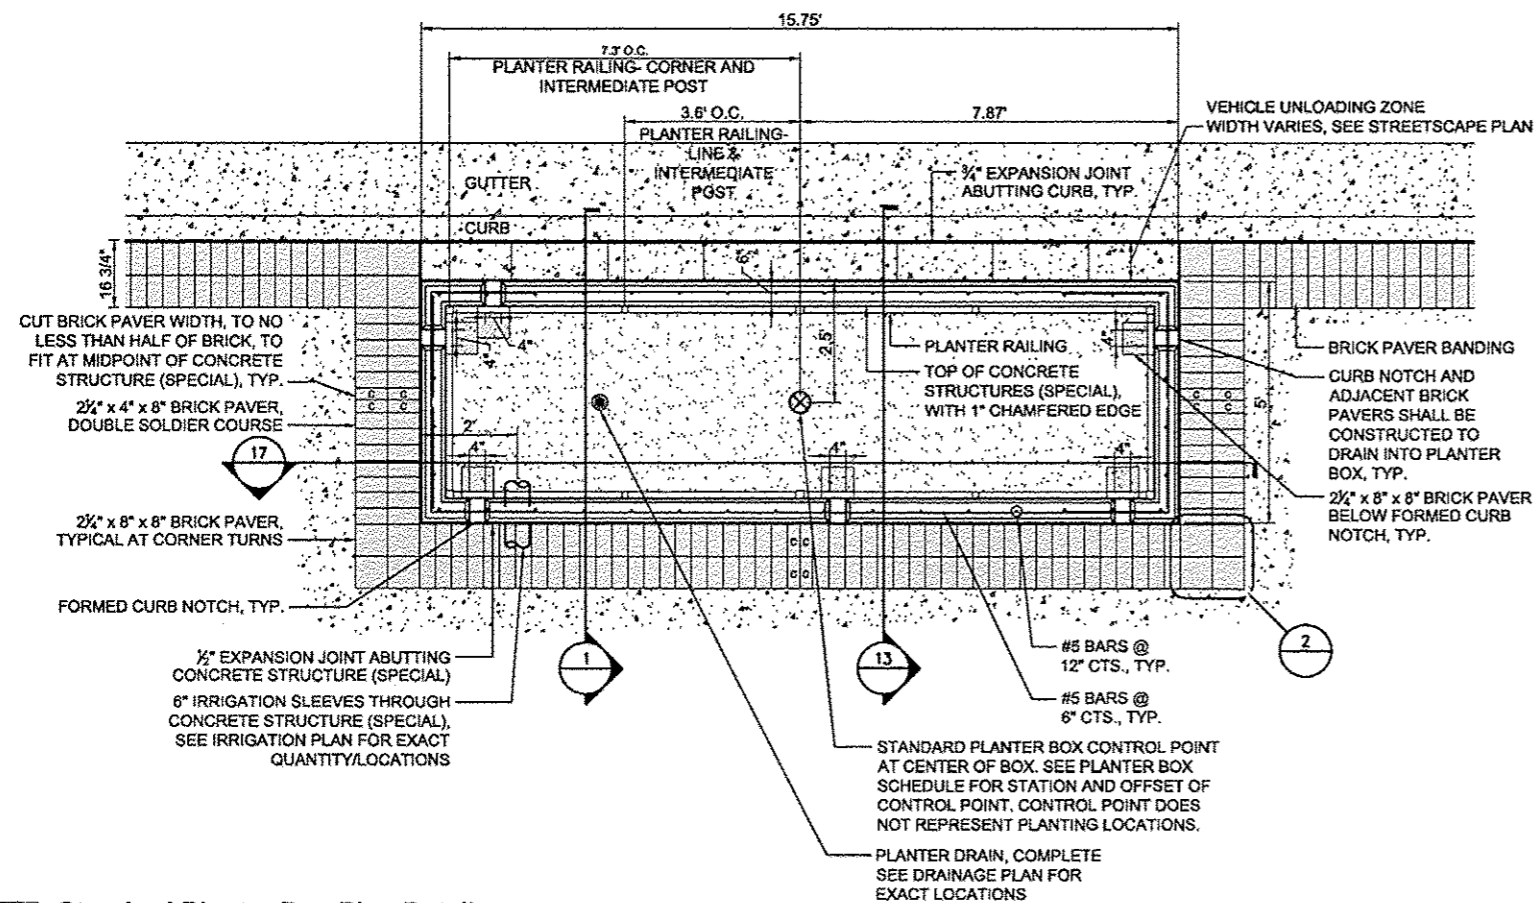 15.75'
7.3' O.C.
PLANTER RAILING- CORNER AND
INTERMEDIATE POST
3.6' O.C.
7.87'
PLANTER RAILING-
LINE &
INTERMEDIATE
POST
VEHICLE UNLOADING ZONE
WIDTH VARIES, SEE STREETSCAPE PLAN
GUTTER
¾" EXPANSION JOINT
ABUTTING CURB, TYP.
CURB
16 3/4"
6"
4"
CUT BRICK PAVER WIDTH, TO NO
LESS THAN HALF OF BRICK, TO
FIT AT MIDPOINT OF CONCRETE
STRUCTURE (SPECIAL), TYP.
4"
4"
2.5'
4"
PLANTER RAILING
TOP OF CONCRETE
STRUCTURES (SPECIAL),
WITH 1" CHAMFERED EDGE
BRICK PAVER BANDING
CURB NOTCH AND
ADJACENT BRICK
PAVERS SHALL BE
CONSTRUCTED TO
DRAIN INTO PLANTER
BOX, TYP.
C C
C C
C C
C C
5'
2¼" x 4" x 8" BRICK PAVER,
DOUBLE SOLDIER COURSE
2'
17
4"
4"
4"
2¼" x 8" x 8" BRICK PAVER
BELOW FORMED CURB
NOTCH, TYP.
2¼" x 8" x 8" BRICK PAVER,
TYPICAL AT CORNER TURNS
C C
C C
FORMED CURB NOTCH, TYP.
½" EXPANSION JOINT ABUTTING
CONCRETE STRUCTURE (SPECIAL)
1
13
2
#5 BARS @
12" CTS., TYP.
#5 BARS @
6" CTS., TYP.
6" IRRIGATION SLEEVES THROUGH
CONCRETE STRUCTURE (SPECIAL),
SEE IRRIGATION PLAN FOR EXACT
QUANTITY/LOCATIONS
STANDARD PLANTER BOX CONTROL POINT
AT CENTER OF BOX. SEE PLANTER BOX
SCHEDULE FOR STATION AND OFFSET OF
CONTROL POINT. CONTROL POINT DOES
NOT REPRESENT PLANTING LOCATIONS.
PLANTER DRAIN, COMPLETE
SEE DRAINAGE PLAN FOR
EXACT LOCATIONS